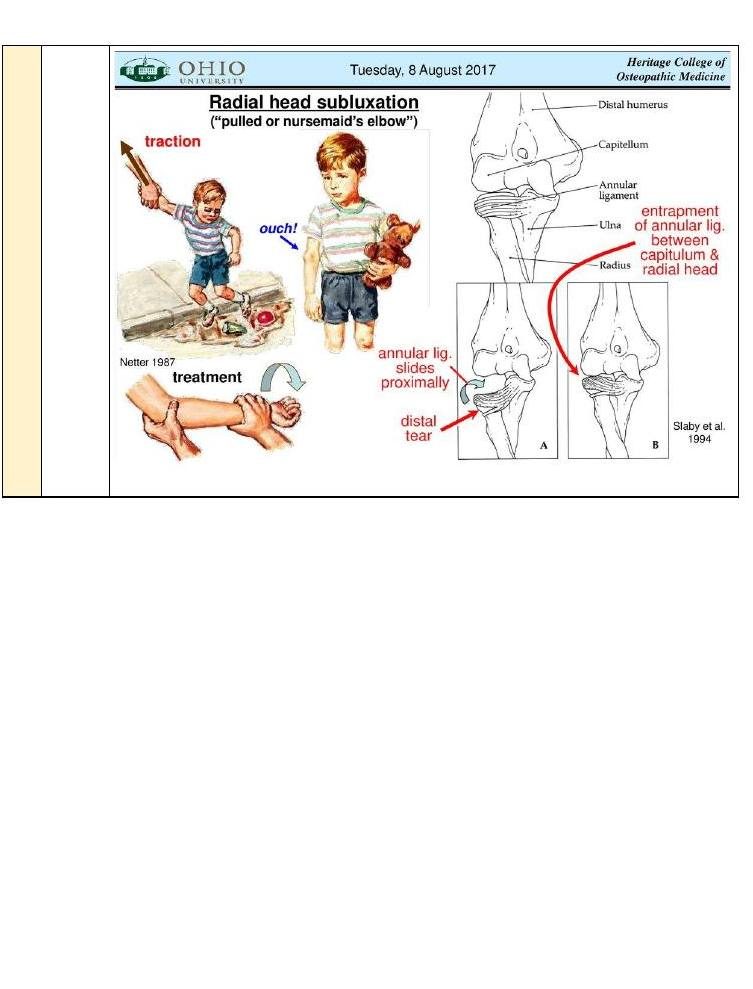 OHIO
UNIVERSITY
Tuesday, 8 August 2017
Heritage College of
Osteopathic Medicine
Radial head subluxation
(“pulled or nursemaid’s elbow”)
traction
ouch!
Netter 1987
treatment
Distal humerus
Capitellum
Annular
ligament
Ulna
Radius
entrapment
of annular lig.
between
capitulum &
radial head
annular lig.
slides
proximally
distal
tear
A
B
Slaby et al.
1994